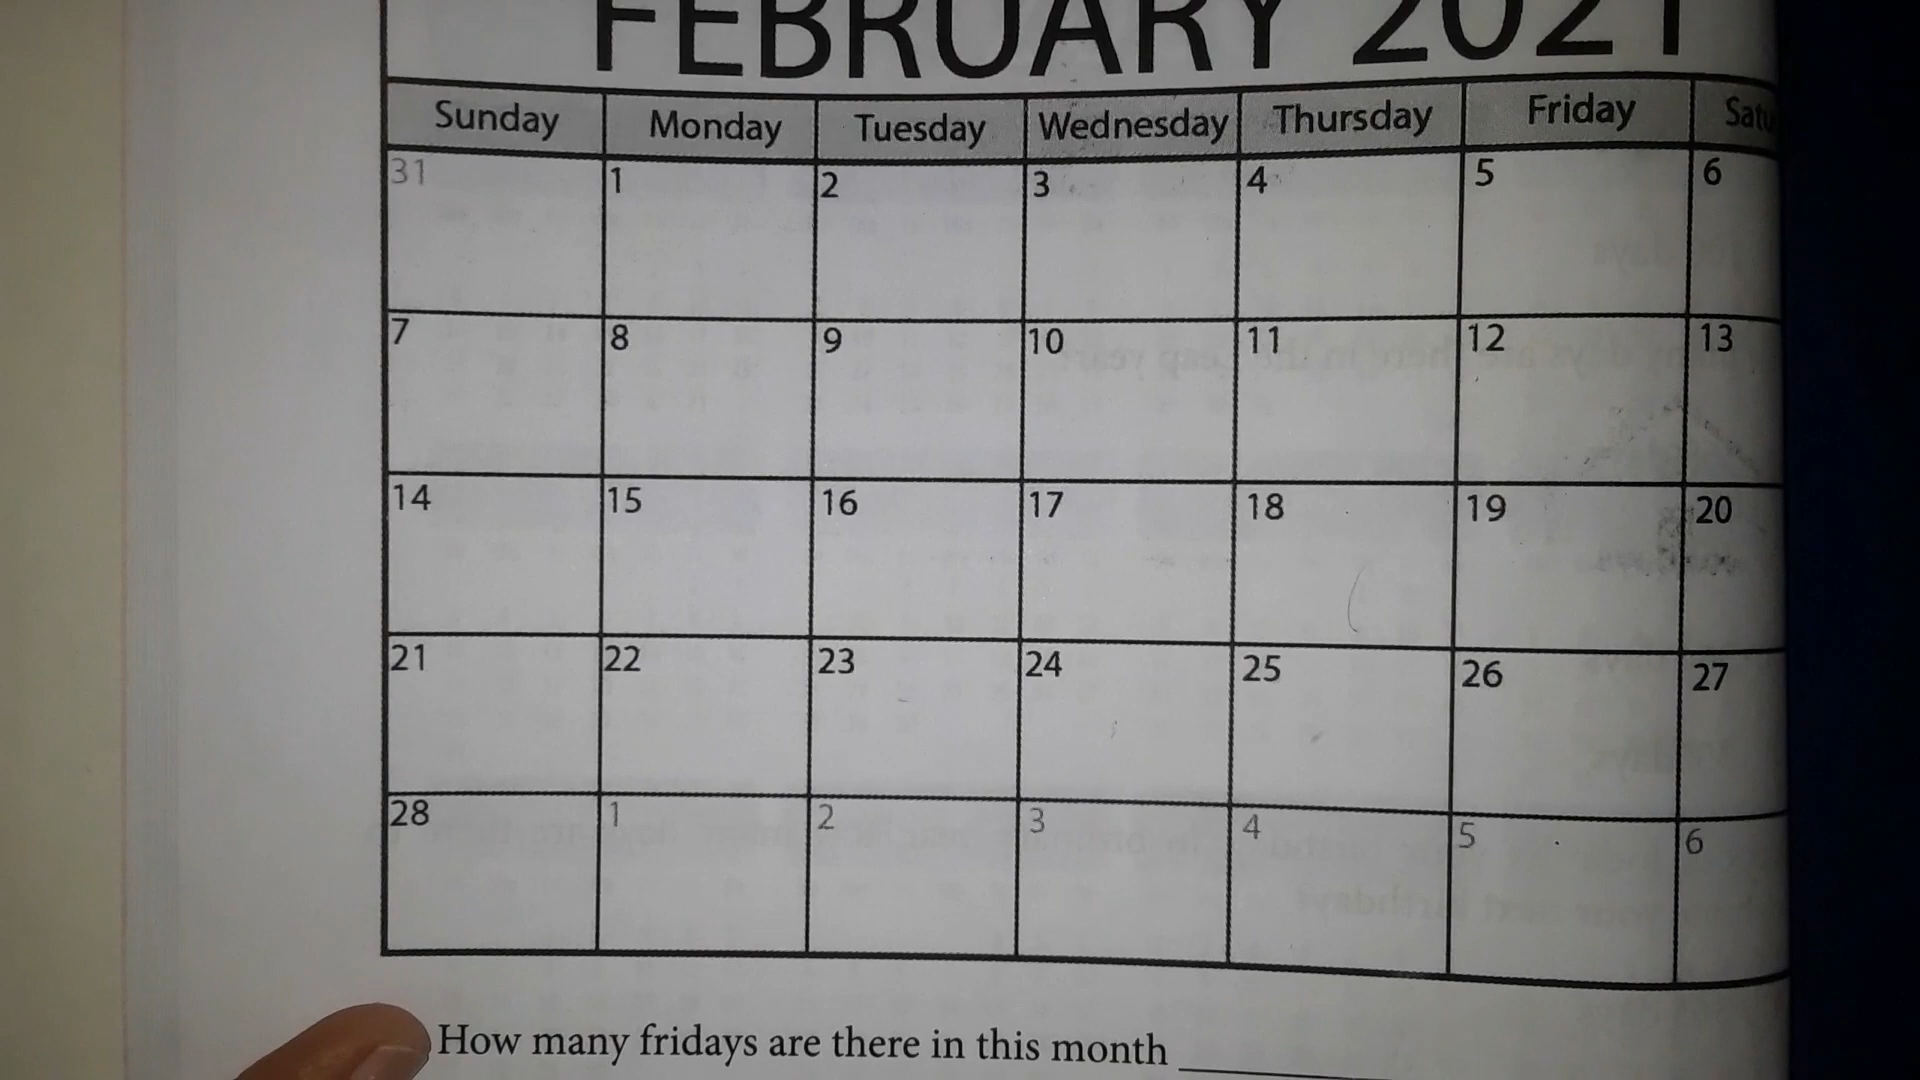 FEBRUARY 2021
Sunday Monday Tuesday Wednesday Thursday Friday
31 1 2 3 4 5 6
7 8 9 10 11 12 13
14 15 16 17 18 19 20
21 22 23 24 25 26 27
28 1 2 3 4 5 6
How many fridays are there in this month